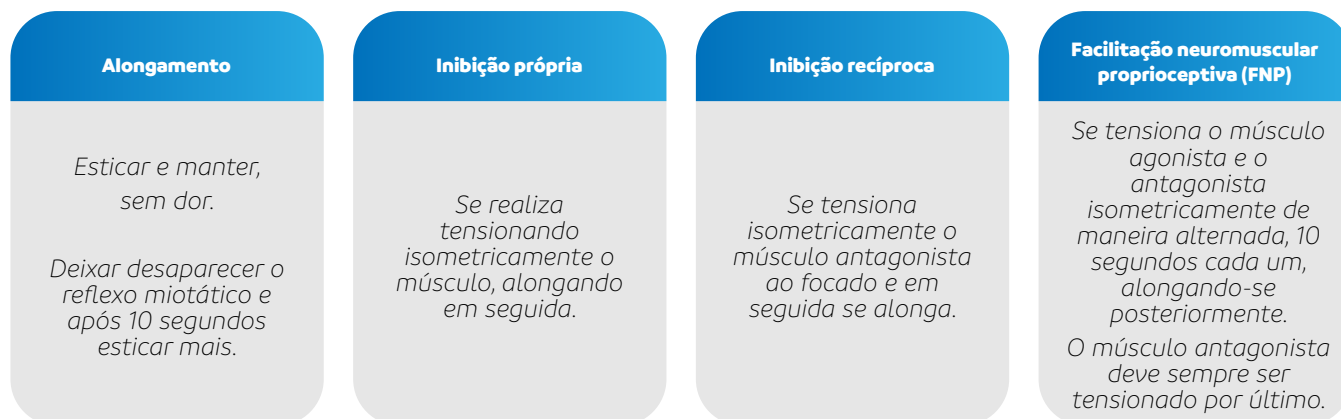 Alongamento
Esticar e manter,
sem dor.
Deixar desaparecer o
reflexo miotático e
após 10 segundos
esticar mais.
Inibição própria
Se realiza
tensionando
isometricamente o
músculo, alongando
em seguida.
Inibição recíproca
Se tensiona
isometricamente o
músculo antagonista
ao focado e em
seguida se alonga.
Facilitação neuromuscular
proprioceptiva (FNP)
Se tensiona o músculo
agonista e o
antagonista
isometricamente de
maneira alternada, 10
segundos cada um,
alongando-se
posteriormente.
O músculo antagonista
deve sempre ser
tensionado por último.